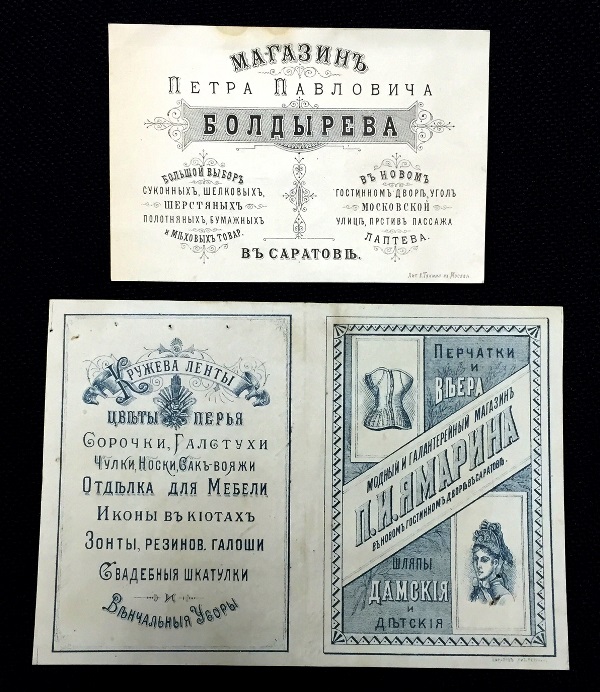 МАГАЗИНЪ
ПЕТРА ПАВЛОВИЧА
БОЛДЫРЕВА
БОЛЬШОЙ ВЫБОРЪ
СУКОННЫХЪ, ШЕЛКОВЫХЪ,
ШЕРСТЯНЫХЪ
ПОЛОТНЯНЫХЪ, БУМАЖНЫХЪ
И МѢХОВЫХЪ ТОВАР.
ВЪ НОВОМЪ
ГОСТИННОМЪ ДВОРѢ, УГОЛЪ
МОСКОВСКОЙ
УЛИЦЪ, ПРОТИВЪ ПАССАЖА
ЛАПТЕВА.
ВЪ САРАТОВѢ.
КРУЖЕВА ЛЕНТЫ
ЦВѢТЫ ПЕРЬЯ
СОРОЧКИ, ГАЛСТУХИ
ЧУЛКИ, НОСКИ, САКЪ-ВОЯЖИ
ОТДѢЛКА ДЛЯ МЕБЕЛИ
ИКОНЫ ВЪ КІОТАХЪ
ЗОНТЫ, РЕЗИНОВ. ГАЛОШИ
СВАДЕБНЫЯ ШКАТУЛКИ
И
ВѢНЧАЛЬНЫЯ УБОРЫ
ПЕРЧАТКИ
И
ВѢЕРА
МОДНЫЙ И ГАЛАНТЕРЕЙНЫЙ МАГАЗИНЪ
П.И. ЯМАРИНА
ВЪ НОВОМЪ ГОСТИННОМЪ ДВОРѢ ВЪ САРАТОВѢ.
ШЛЯПЫ
ДАМСКІЯ
И
ДѢТСКІЯ